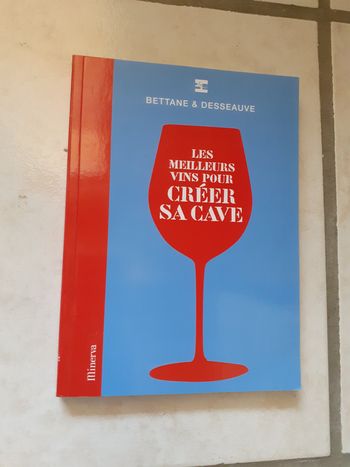 BETTANE & DESSEAUVE
LES
MEILLEURS
VINS POUR
CRÉER
SA CAVE
Minerva